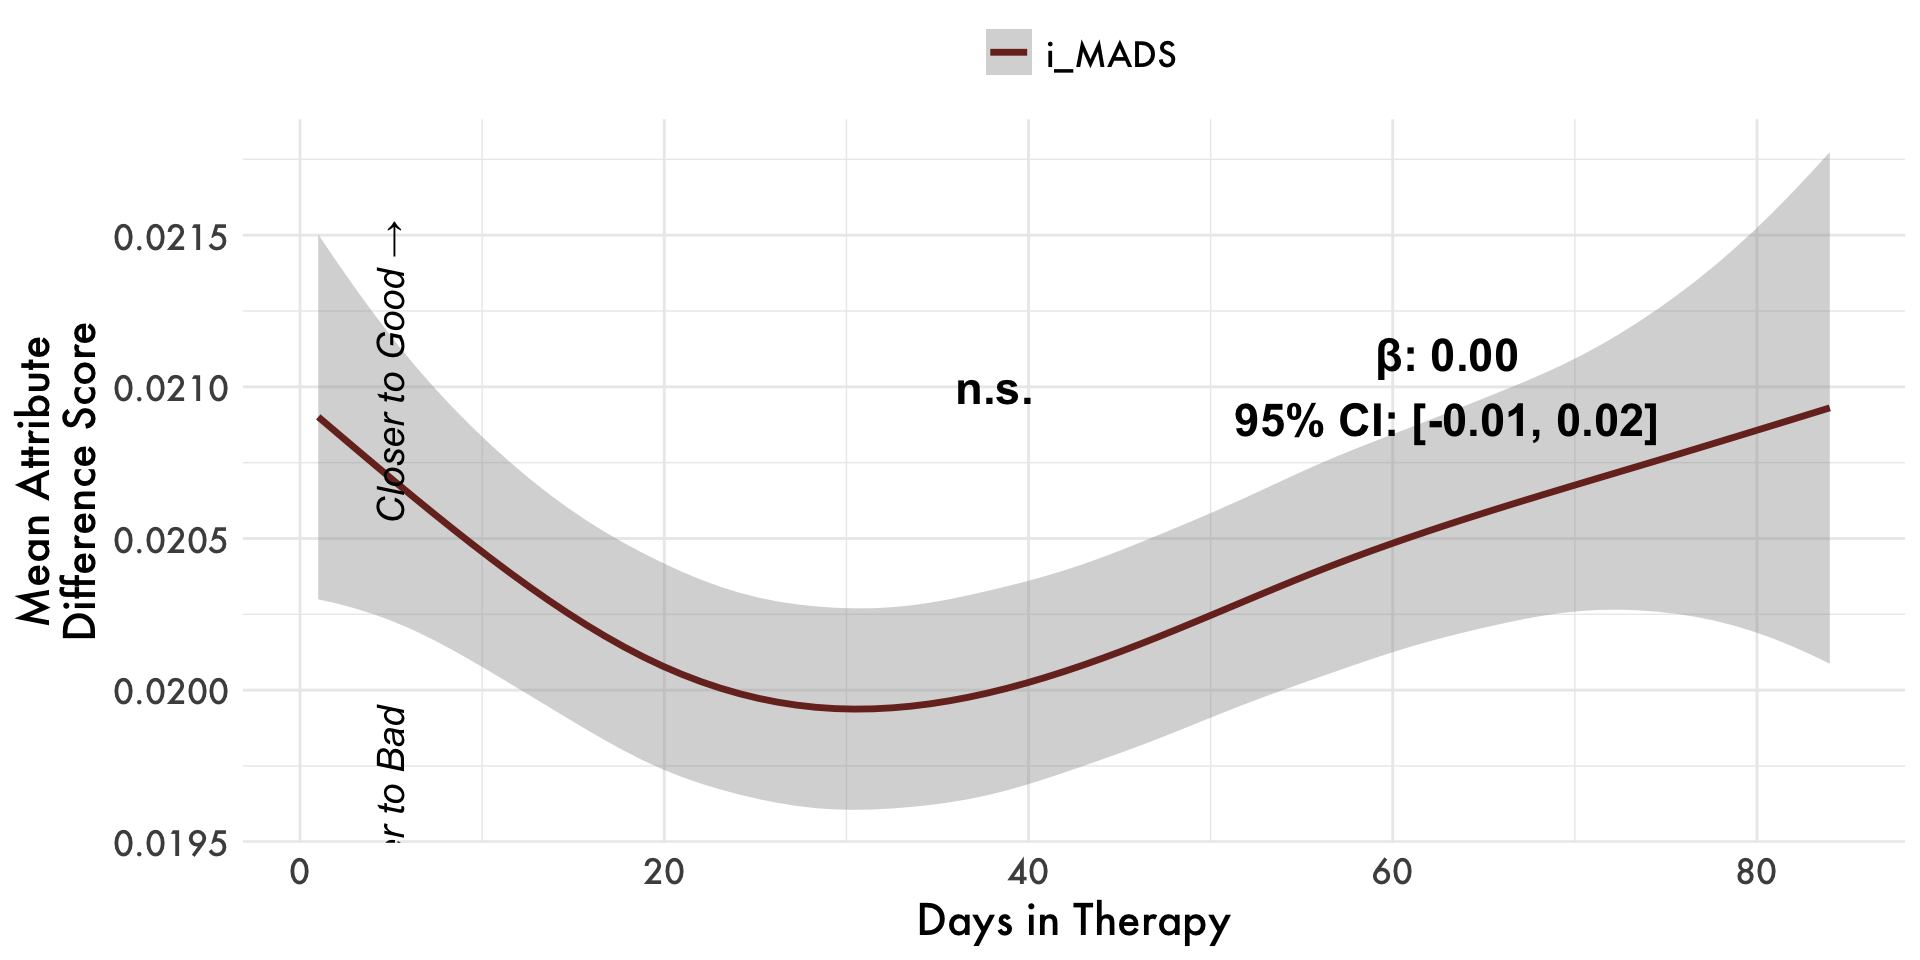 i_MADS
Mean Attribute
Difference Score
0.0215
0.0210
0.0205
0.0200
0.0195
Closer to Good →
er to Bad
n.s.
β: 0.00
95% CI: [-0.01, 0.02]
0
20
40
60
80
Days in Therapy